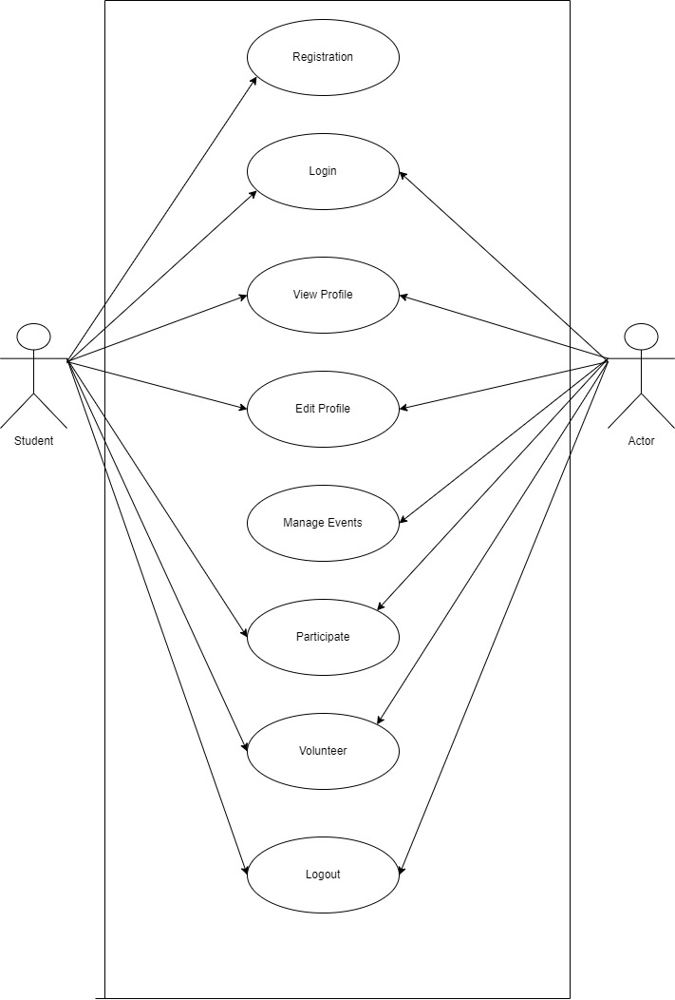 Registration
Login
View Profile
Edit Profile
Student
Actor
Manage Events
Participate
Volunteer
Logout